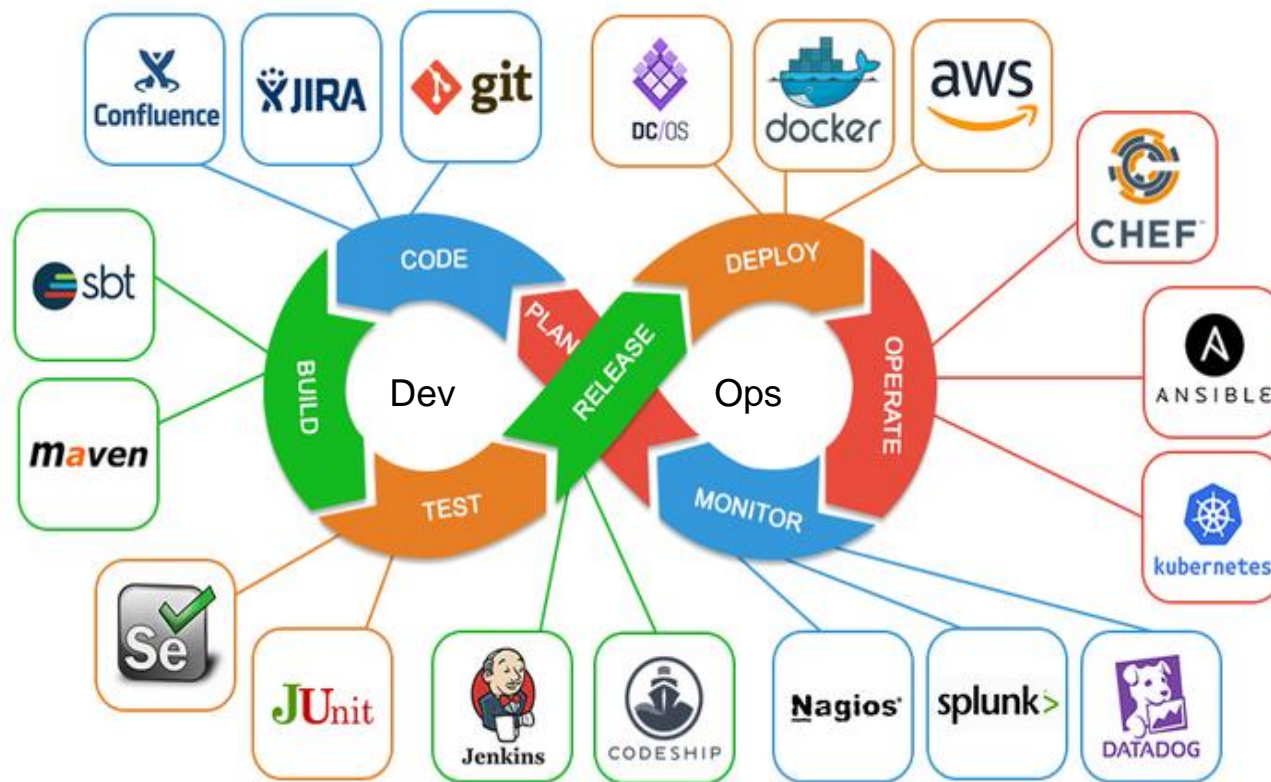 Confluence
JIRA
git
DC/OS
docker
aws
CHEF™
sbt
CODE
PLAN
RELEASE
DEPLOY
OPERATE
ANSIBLE
BUILD
Dev
Ops
maven
TEST
MONITOR
kubernetes
Se
JUnit
Jenkins
CODESHIP
Nagios®
splunk>
DATADOG